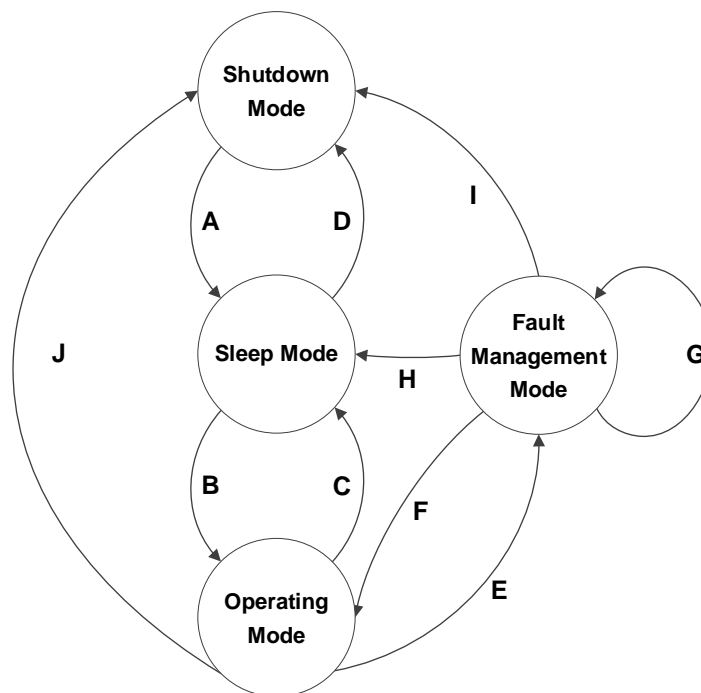 Shutdown
Mode
I
A
D
Fault
Management
Mode
Sleep Mode
J
G
H
B
C
F
E
Operating
Mode